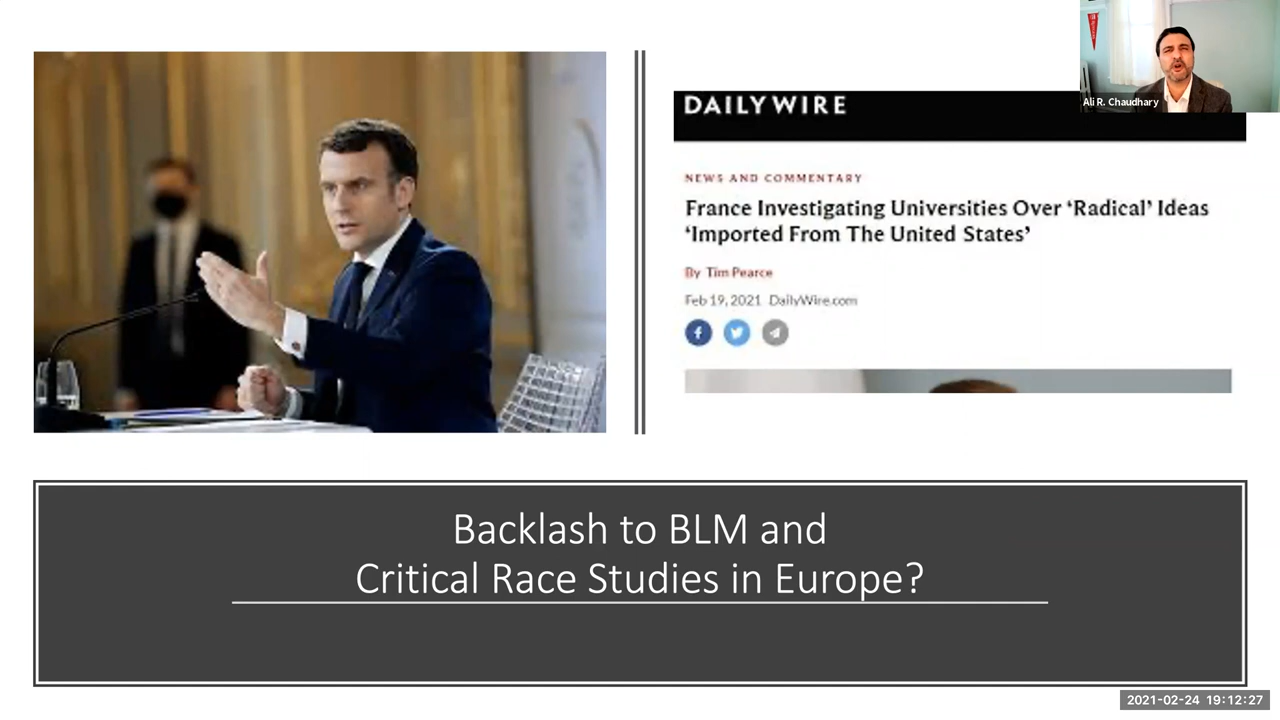 Ali R. Chaudhary
DAILY WIRE
NEWS AND COMMENTARY
France Investigating Universities Over ‘Radical’ Ideas
‘Imported From The United States’
By Tim Pearce
Feb 19, 2021 DailyWire.com
Backlash to BLM and
Critical Race Studies in Europe?
2021-02-24 19:12:27